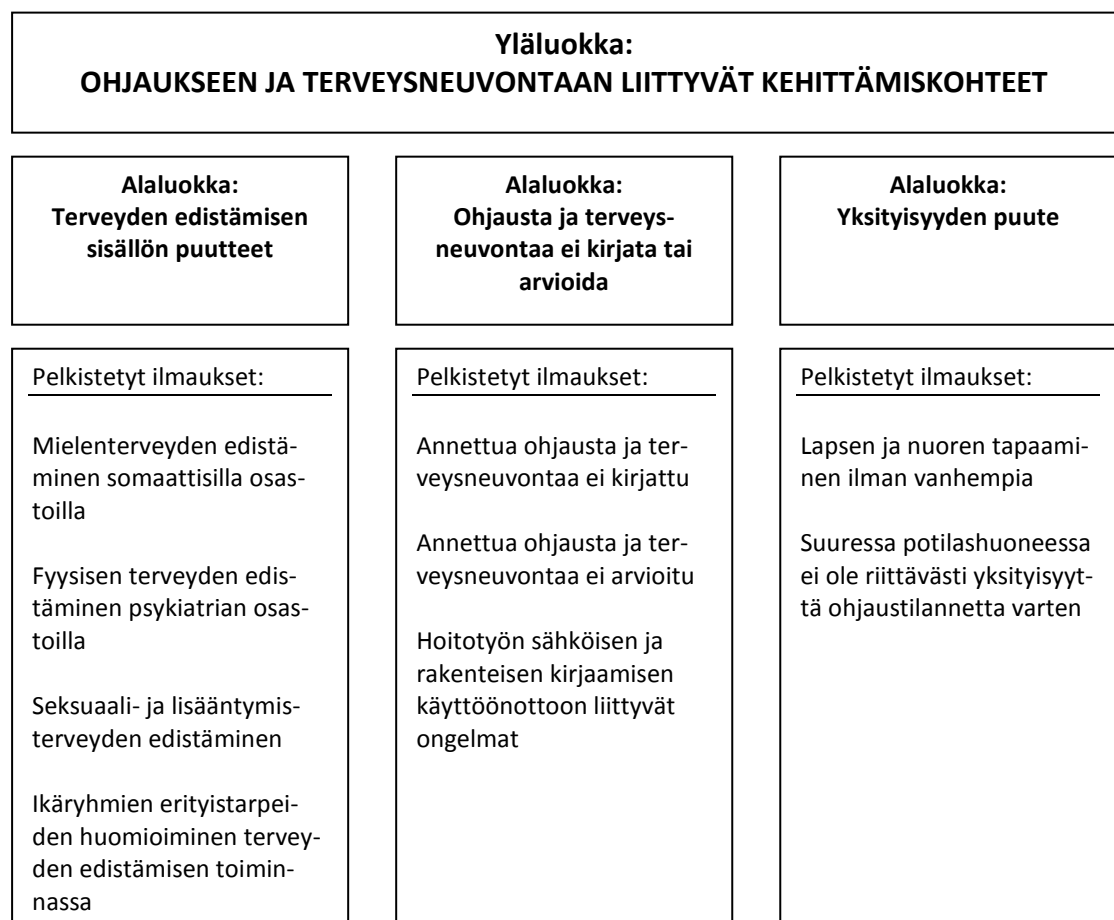 Yläluokka:
OHJAUKSEEN JA TERVEYSNEUVONTAAN LIITTYVÄT KEHITTÄMISKOHTEET
Alaluokka:
Terveyden edistämisen
sisällön puutteet
Alaluokka:
Ohjausta ja terveys-
neuvontaa ei kirjata tai
arvioida
Alaluokka:
Yksityisyyden puute
Pelkistetyt ilmaukset:
Mielenterveyden edistä-
minen somaattisilla osas-
toilla
Fyysisen terveyden edis-
täminen psykiatrian osas-
toilla
Seksuaali- ja lisääntymis-
terveyden edistäminen
Ikäryhmien erityistarpei-
den huomioiminen tervey-
den edistämisen toimin-
nassa
Pelkistetyt ilmaukset:
Annettua ohjausta ja ter-
veysneuvontaa ei kirjattu
Annettua ohjausta ja ter-
veysneuvontaa ei arvioitu
Hoitotyön sähköisen ja
rakenteisen kirjaamisen
käyttöönottoon liittyvät
ongelmat
Pelkistetyt ilmaukset:
Lapsen ja nuoren tapaami-
nen ilman vanhempia
Suuressa potilashuoneessa
ei ole riittävästi yksityisyyt-
tä ohjaustilannetta varten